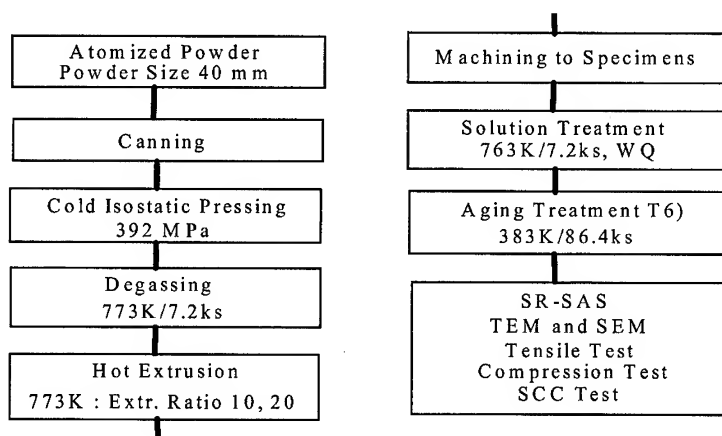 Atomized Powder
Powder Size 40 mm
Canning
Cold Isostatic Pressing
392 MPa
Degassing
773K/7.2ks
Hot Extrusion
773K : Extr. Ratio 10, 20
Machining to Specimens
Solution Treatment
763K/7.2ks, WQ
Aging Treatment T6)
383K/86.4ks
SR-SAS
TEM and SEM
Tensile Test
Compression Test
SCC Test